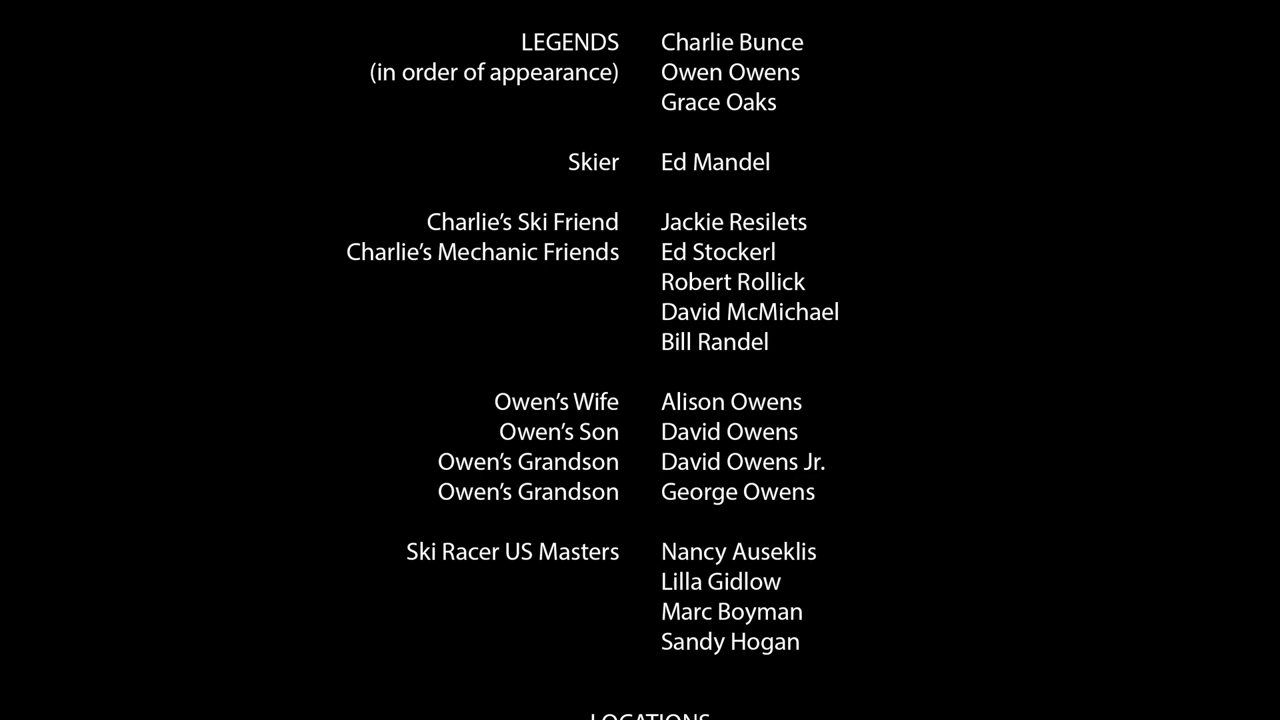 LEGENDS Charlie Bunce
(in order of appearance) Owen Owens
Grace Oaks
Skier Ed Mandel
Charlie’s Ski Friend Jackie Resilets
Charlie’s Mechanic Friends Ed Stockerl
Robert Rollick
David McMichael
Bill Randel
Owen’s Wife Alison Owens
Owen’s Son David Owens
Owen’s Grandson David Owens Jr.
Owen’s Grandson George Owens
Ski Racer US Masters Nancy Auseklis
Lilla Gidlow
Marc Boyman
Sandy Hogan
LOCATIONS